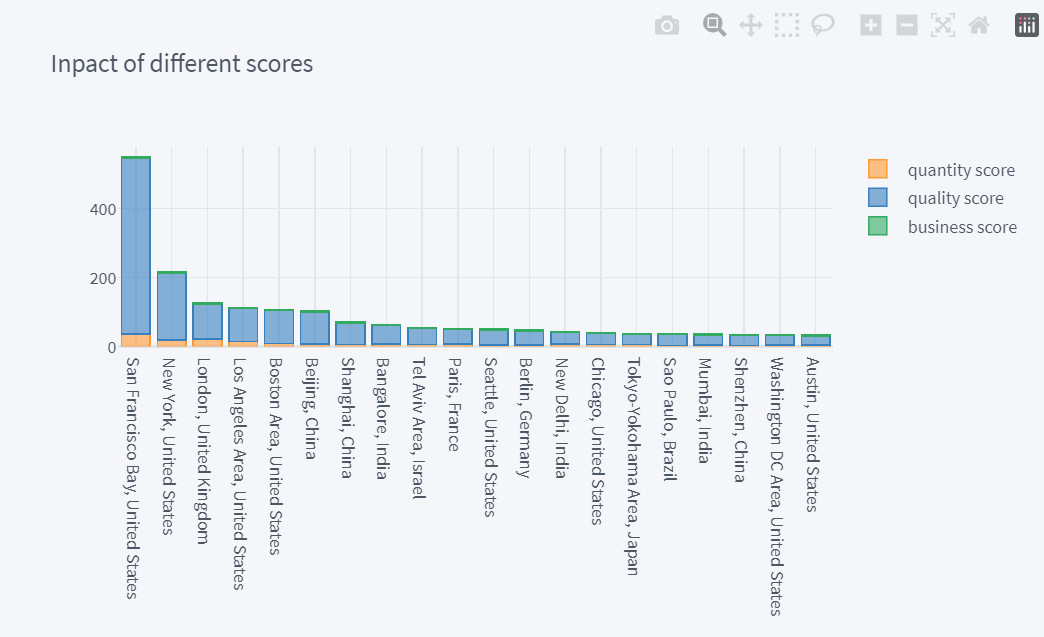 Inpact of different scores
quantity score
quality score
business score
400
200
0
San Francisco Bay, United States
New York, United States
London, United Kingdom
Los Angeles Area, United States
Boston Area, United States
Beijing, China
Shanghai, China
Bangalore, India
Tel Aviv Area, Israel
Paris, France
Seattle, United States
Berlin, Germany
New Delhi, India
Chicago, United States
Tokyo-Yokohama Area, Japan
Sao Paulo, Brazil
Mumbai, India
Shenzhen, China
Washington DC Area, United States
Austin, United States